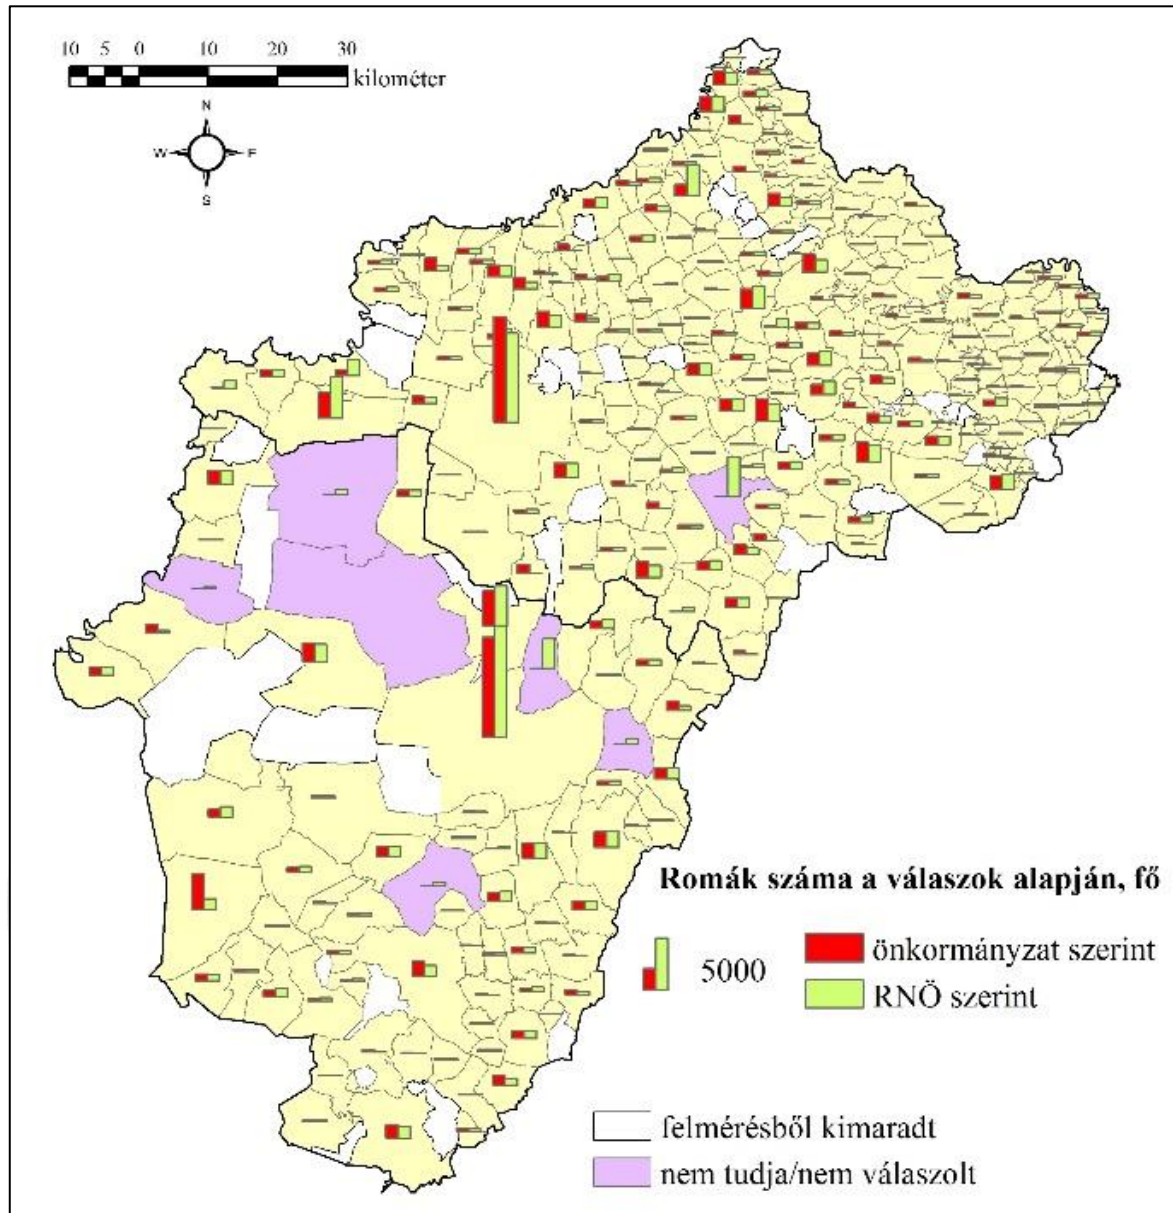 10 5 0 10 20 30
kilométer
N
W E
S
Romák száma a válaszok alapján, fő
5000
önkormányzat szerint
RNÖ szerint
felmérésből kimaradt
nem tudja/nem válaszolt